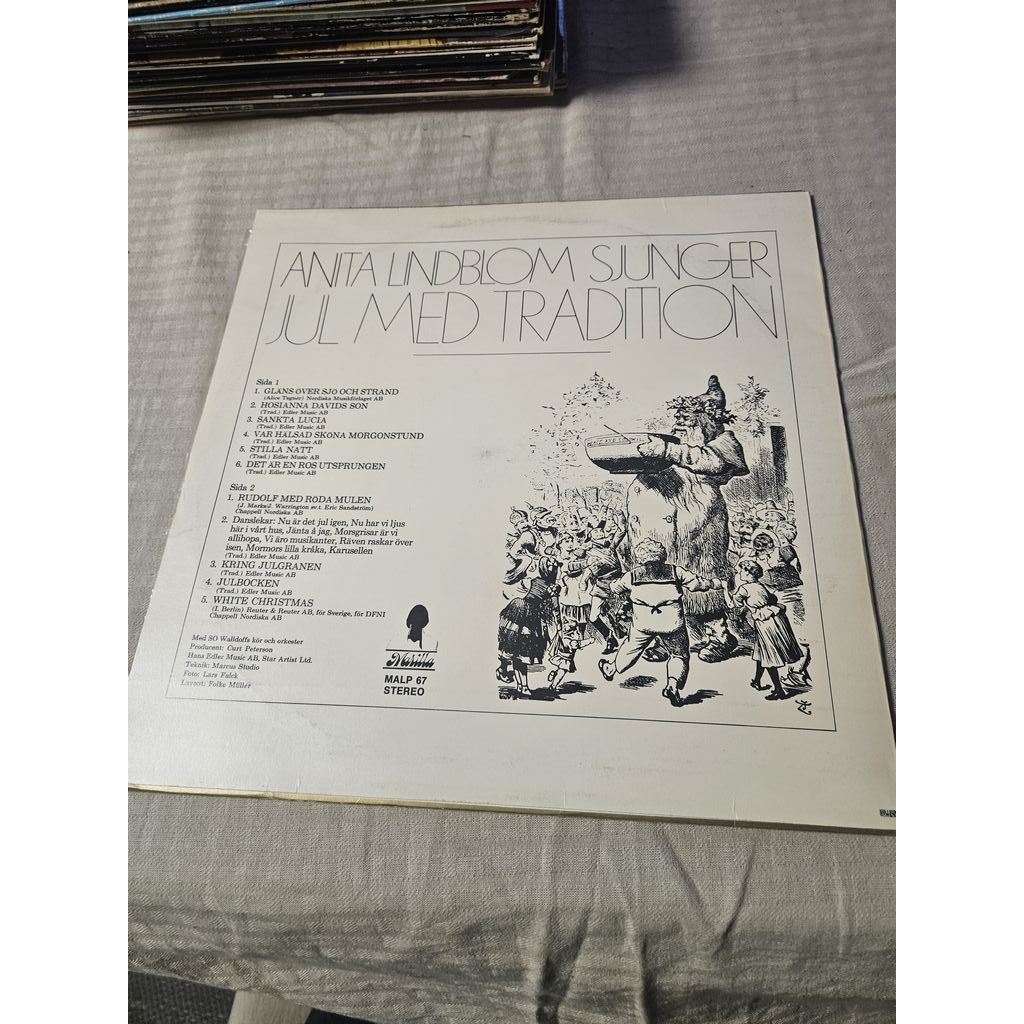 ANITA LINDBLOM SJUNGER
JUL MED TRADITION
Sida 1
1. GLÄNS ÖVER SJÖ OCH STRAND
(Alice Tegnér) Nordiska Musikförlaget AB
2. HOSIANNA DAVIDS SON
(Trad.) Edler Music AB
3. SANKTA LUCIA
(Trad.) Edler Music AB
4. VAR HÄLSAD SKÖNA MORGONSTUND
(Trad.) Edler Music AB
5. STILLA NATT
(Trad.) Edler Music AB
6. DET ÄR EN ROS UTSPRUNGEN
(Trad.) Edler Music AB
Sida 2
1. RUDOLF MED RÖDA MULEN
(J. Marks/J. Warrington sv.t. Eric Sandström)
Chappell Nordiska AB
2. Danslekar: Nu är det jul igen, Nu har vi ljus
här i vårt hus, Jänta å jag, Morsgrisar är vi
allihopa, Vi äro musikanter, Räven raskar över
isen, Mormors lilla kråka, Karusellen
(Trad.) Edler Music AB
3. KRING JULGRANEN
(Trad.) Edler Music AB
4. JULBOCKEN
(Trad.) Edler Music AB
5. WHITE CHRISTMAS
(I. Berlin) Reuter & Reuter AB, för Sverige, för DFNI
Chappell Nordiska AB
Med SO Walldoffs kör och orkester
Producent: Curt Peterson
Hans Edler Music AB, Star Artist Ltd.
Teknik: Marcus Studio
Foto: Lars Falck
Layout: Folke Müller
Marilla
MALP 67
STEREO